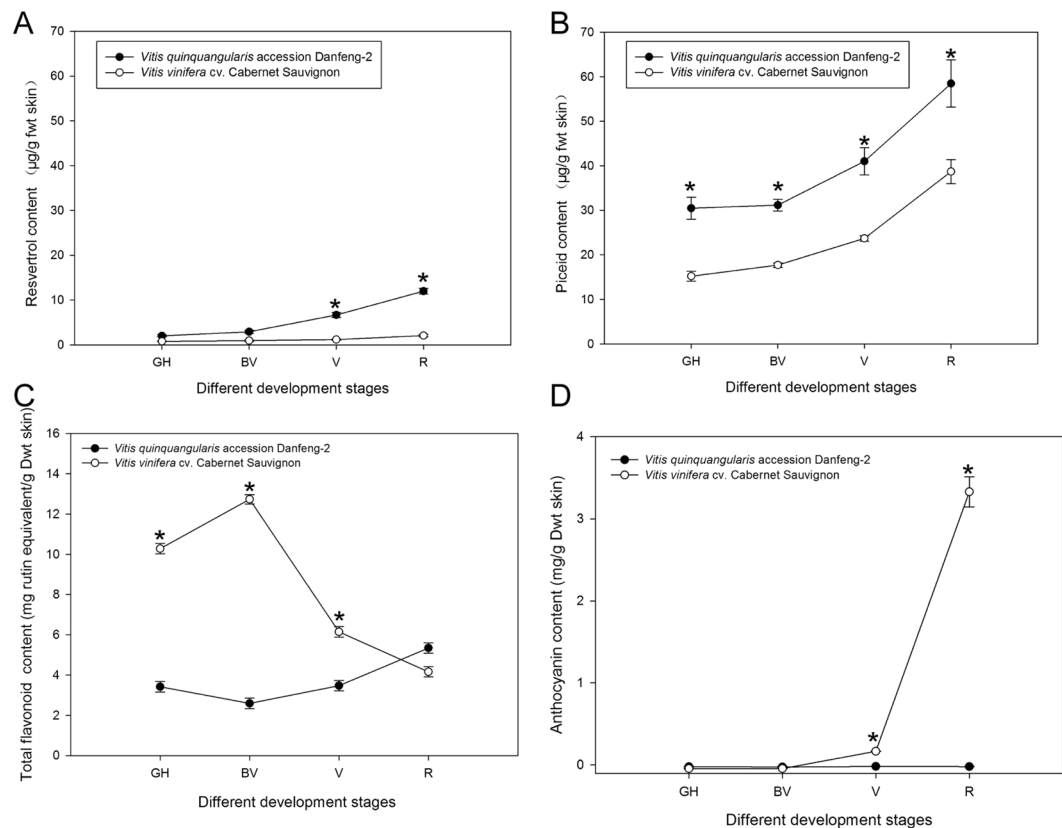 A
Vitis quinquangularis accession Danfeng-2
Vitis vinifera cv. Cabernet Sauvignon
Resvertrol content（μg/g fwt skin）
70
60
50
40
30
20
10
0
*
*
GH BV V R
Different development stages
B
Vitis quinquangularis accession Danfeng-2
Vitis vinifera cv. Cabernet Sauvignon
Piceid content（μg/g fwt skin）
70
60
50
40
30
20
10
0
*
*
*
*
GH BV V R
Different development stages
C
Vitis quinquangularis accession Danfeng-2
Vitis vinifera cv. Cabernet Sauvignon
Total flavonoid content (mg rutin equivalent/g Dwt skin)
16
14
12
10
8
6
4
2
0
*
*
*
GH BV V R
Different development stages
D
Vitis quinquangularis accession Danfeng-2
Vitis vinifera cv. Cabernet Sauvignon
Anthocyanin content (mg/g Dwt skin)
4
3
2
1
0
*
*
GH BV V R
Different development stages